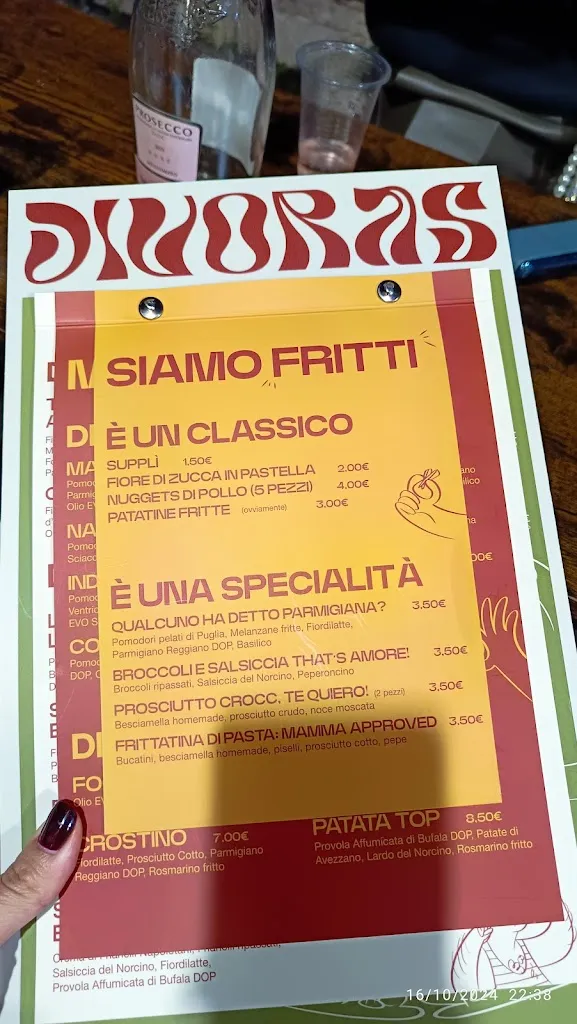 PROSECCO
DIVORAS
SIAMO FRITTI
È UN CLASSICO
SUPPLÌ 1,50€
FIORE DI ZUCCA IN PASTELLA 2,00€
NUGGETS DI POLLO (5 PEZZI) 4,00€
PATATINE FRITTE (ovviamente) 3,00€
È UNA SPECIALITÀ
QUALCUNO HA DETTO PARMIGIANA? 3,50€
Pomodori pelati di Puglia, Melanzane fritte, Fiordilatte,
Parmigiano Reggiano DOP, Basilico
BROCCOLI E SALSICCIA THAT'S AMORE! 3,50€
Broccoli ripassati, Salsiccia del Norcino, Peperoncino
PROSCIUTTO CROCC, TE QUIERO! (2 pezzi) 3,50€
Besciamella homemade, prosciutto crudo, noce moscata
FRITTATINA DI PASTA: MAMMA APPROVED 3,50€
Bucatini, besciamella homemade, piselli, prosciutto cotto, pepe
CROSTINO 7.00€
Fiordilatte, Prosciutto Cotto, Parmigiano
Reggiano DOP, Rosmarino fritto
PATATA TOP 8.50€
Provola Affumicata di Bufala DOP, Patate di
Avezzano, Lardo del Norcino, Rosmarino fritto
Salsiccia del Norcino, Fiordilatte,
Provola Affumicata di Bufala DOP
16/10/2024 22:38